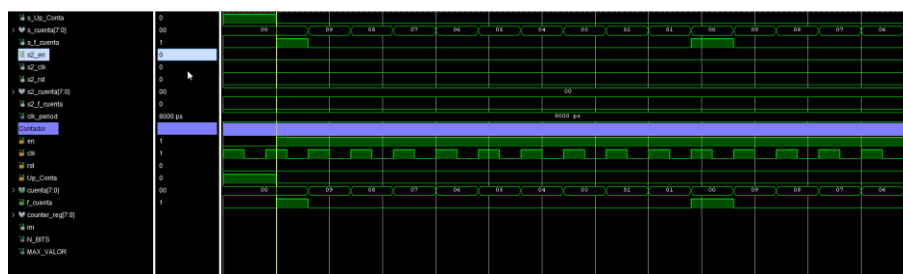 s_Up_Conta 0
s_cuenta[7:0] 00 00 09 08 07 06 05 04 03 02 01 00 09 08 07 06
s_f_cuenta 1
s2_en 0
s2_clk 0
s2_rst 0
s2_cuenta[7:0] 00 00
s2_f_cuenta 0
clk_period 8000 ps 8000 ps
Contador
en 1
clk 1
rst 0
Up_Conta 0
cuenta[7:0] 00 00 09 08 07 06 05 04 03 02 01 00 09 08 07 06
f_cuenta 1
counter_reg[7:0]
ini
N_BITS
MAX_VALOR